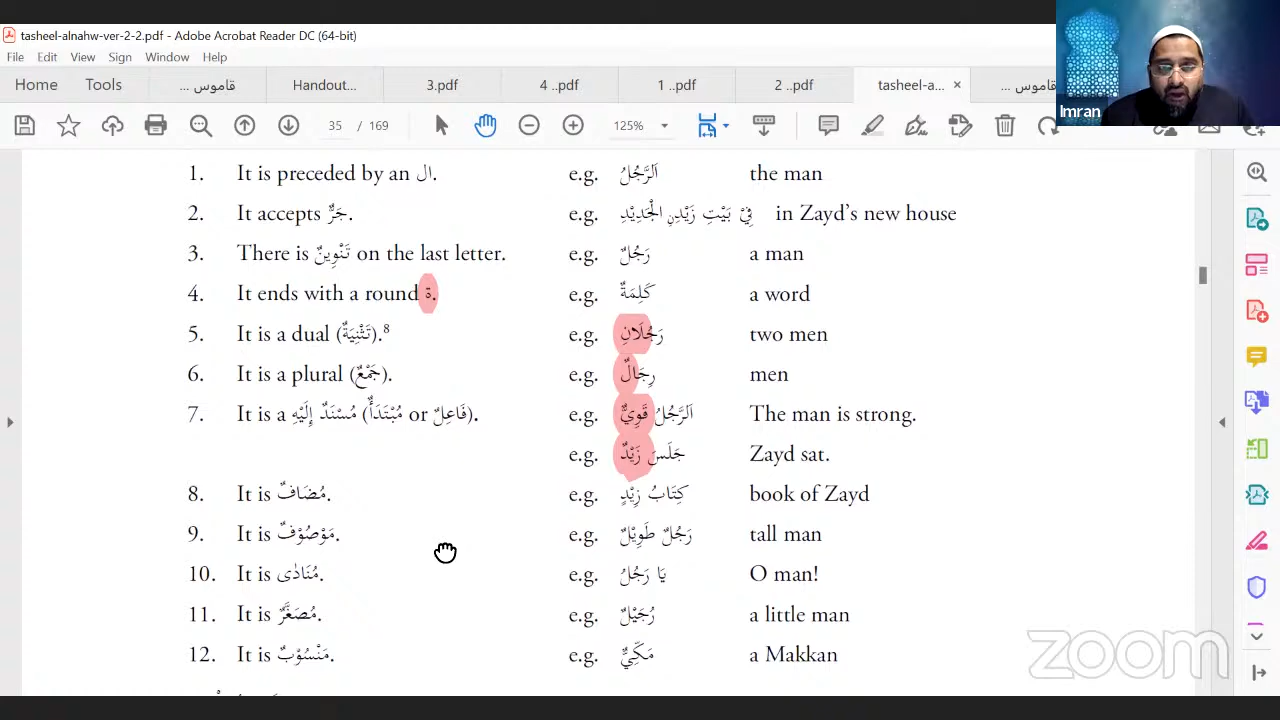 tasheel-alnahw-ver-2-2.pdf - Adobe Acrobat Reader DC (64-bit)
File Edit View Sign Window Help
Home Tools قاموس ... Handout... 3.pdf 4 ..pdf 1 ..pdf 2 ..pdf tasheel-a... × قاموس ...
35 / 169 125%
Imran
1. It is preceded by an ال. e.g. اَلرَّجُلُ the man
2. It accepts جَرٌّ. e.g. فِيْ بَيْتِ زَيْدِنِ الْجَدِيْدِ in Zayd’s new house
3. There is تَنْوِينٌ on the last letter. e.g. رَجُلٌ a man
4. It ends with a round ة. e.g. كَلِمَةٌ a word
5. It is a dual (تَثْنِيَةٌ).8 e.g. رَجُلَانِ two men
6. It is a plural (جَمْعٌ). e.g. رِجَالٌ men
7. It is a مُسْنَدٌ إِلَيْهِ (مُبْتَدَأٌ or فَاعِلٌ). e.g. اَلرَّجُلُ قَوِيٌّ The man is strong.
e.g. جَلَسَ زَيْدٌ Zayd sat.
8. It is مُضَافٌ. e.g. كِتَابُ زِيْدٍ book of Zayd
9. It is مَوْصُوْفٌ. e.g. رَجُلٌ طَوِيْلٌ tall man
10. It is مُنَادٰى. e.g. يَا رَجُلُ O man!
11. It is مُصَغَّرٌ. e.g. رُجَيْلٌ a little man
12. It is مَنْسُوْبٌ. e.g. مَكِّيٌّ a Makkan
zoom